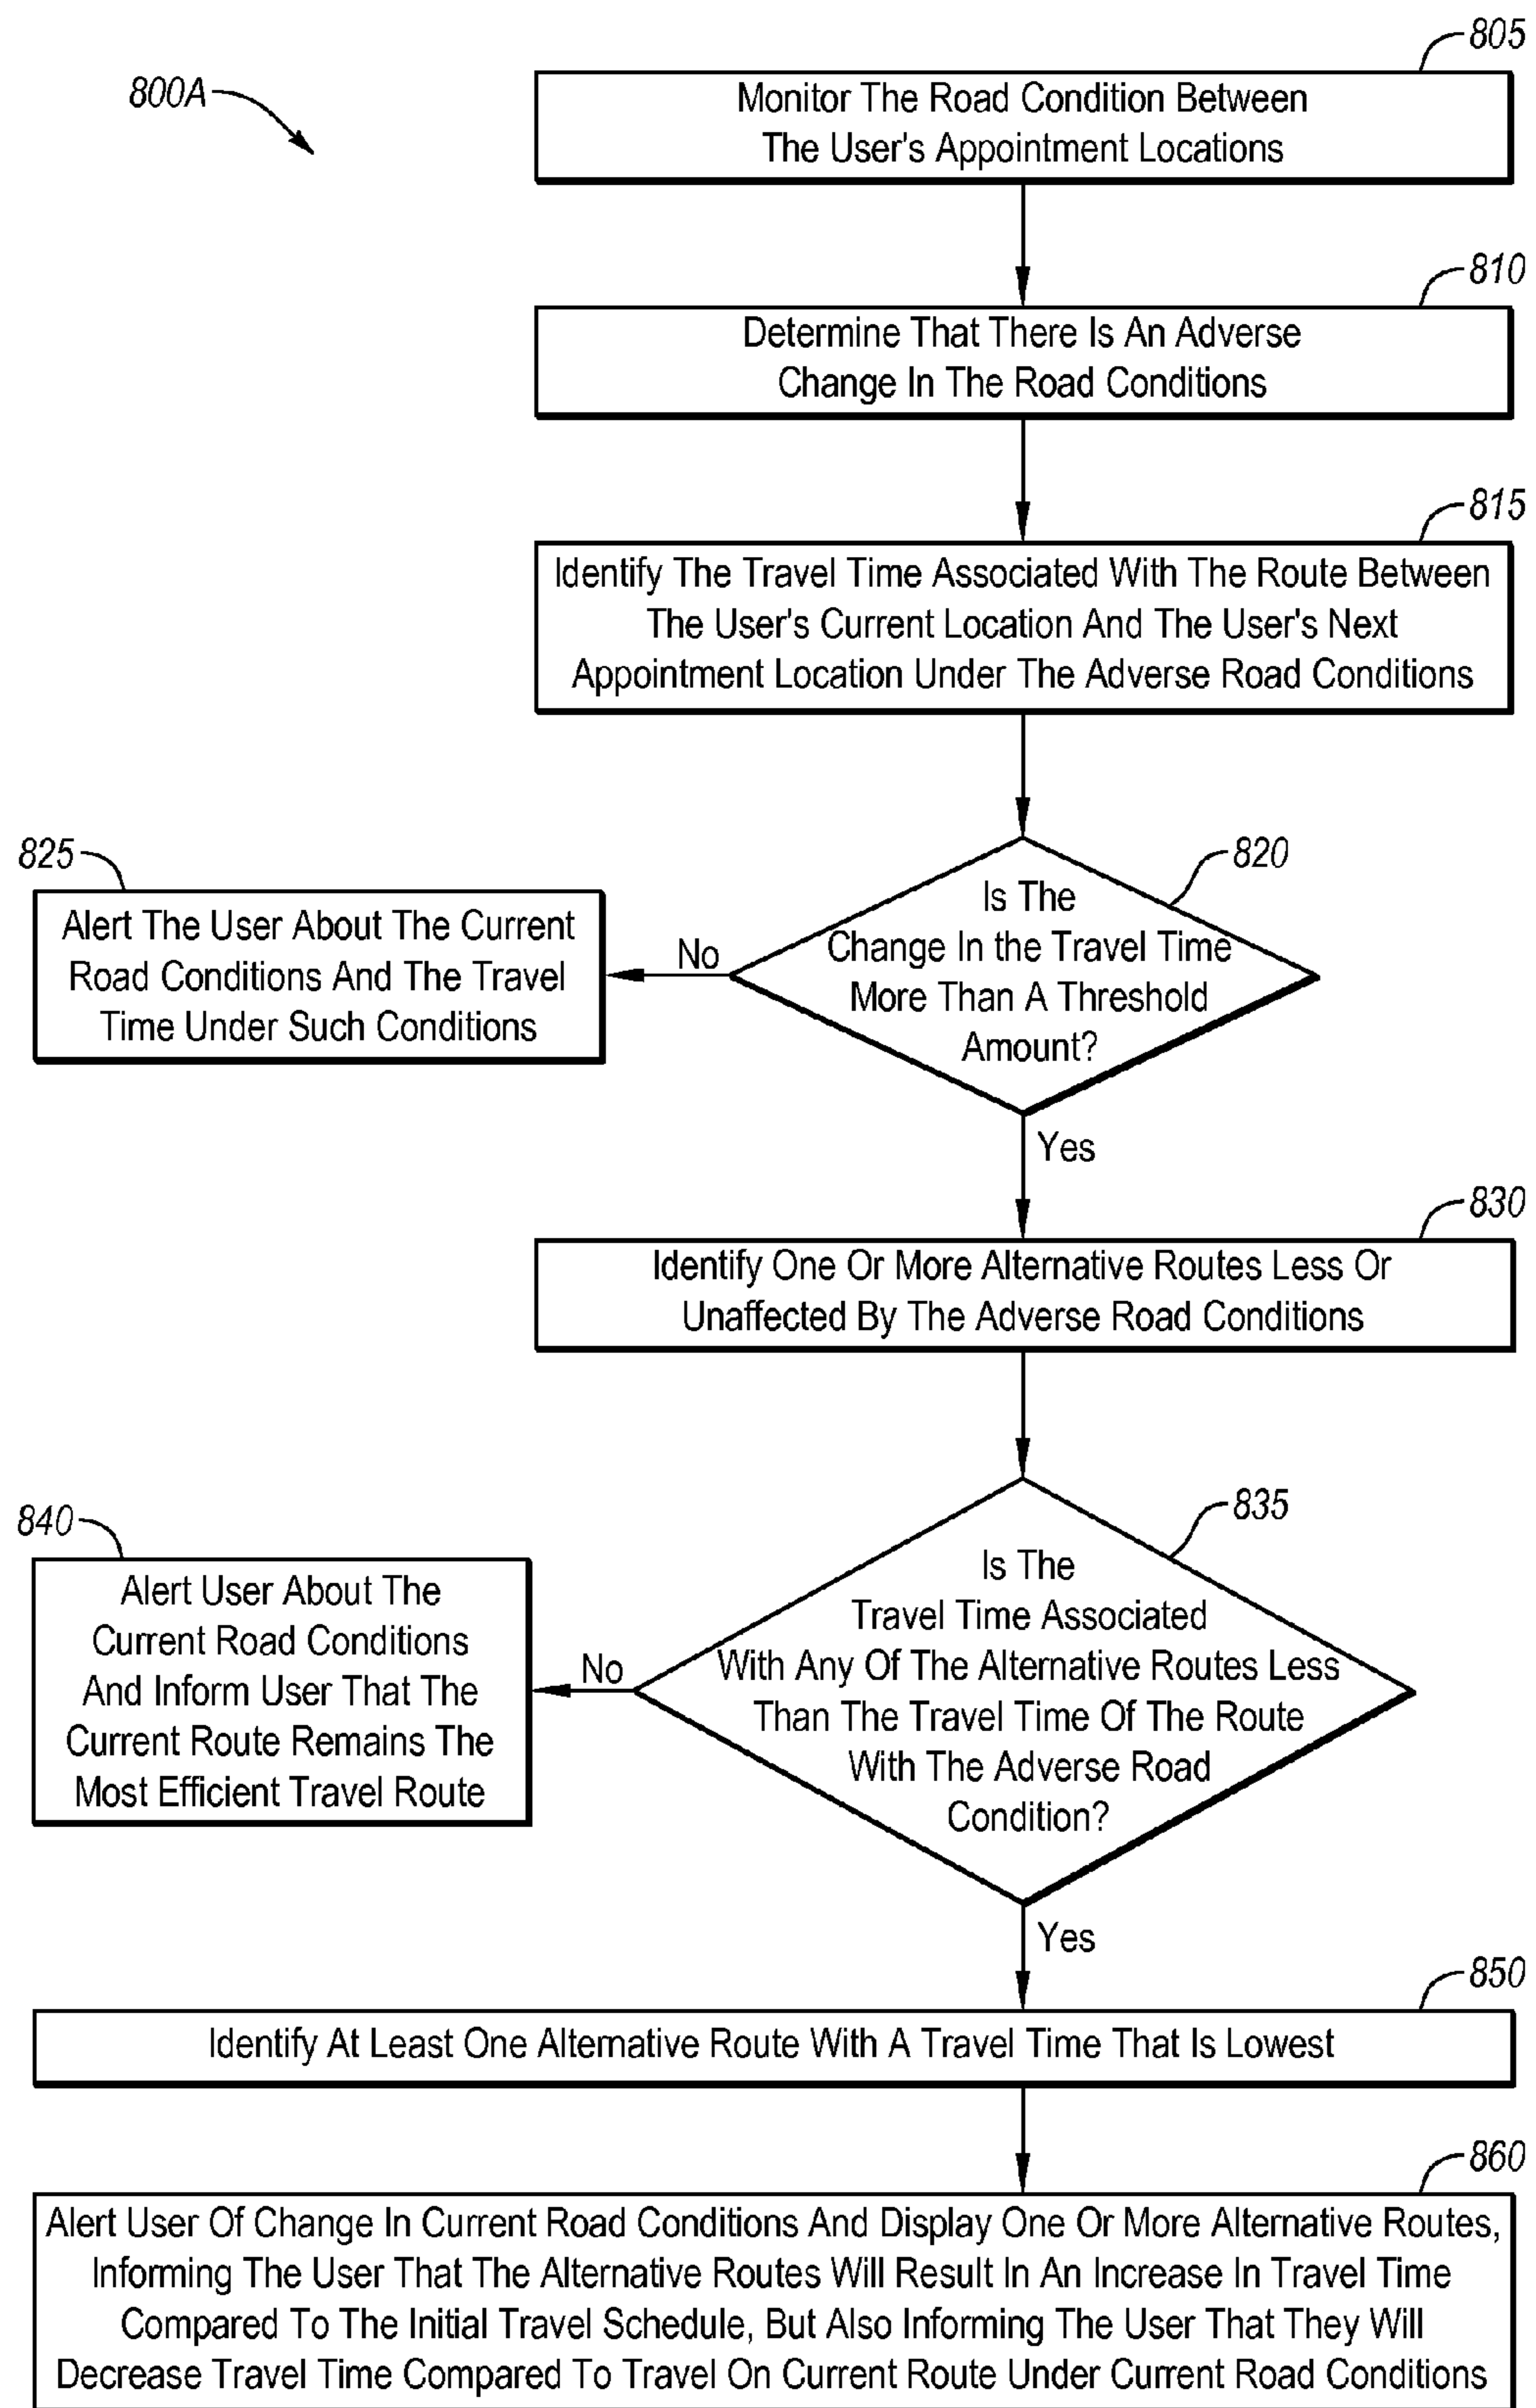 805
800A
Monitor The Road Condition Between
The User's Appointment Locations
810
Determine That There Is An Adverse
Change In The Road Conditions
815
Identify The Travel Time Associated With The Route Between
The User's Current Location And The User's Next
Appointment Location Under The Adverse Road Conditions
820
Is The
Change In the Travel Time
More Than A Threshold
Amount?
No
825
Alert The User About The Current
Road Conditions And The Travel
Time Under Such Conditions
Yes
830
Identify One Or More Alternative Routes Less Or
Unaffected By The Adverse Road Conditions
835
Is The
Travel Time Associated
With Any Of The Alternative Routes Less
Than The Travel Time Of The Route
With The Adverse Road
Condition?
No
840
Alert User About The
Current Road Conditions
And Inform User That The
Current Route Remains The
Most Efficient Travel Route
Yes
850
Identify At Least One Alternative Route With A Travel Time That Is Lowest
860
Alert User Of Change In Current Road Conditions And Display One Or More Alternative Routes,
Informing The User That The Alternative Routes Will Result In An Increase In Travel Time
Compared To The Initial Travel Schedule, But Also Informing The User That They Will
Decrease Travel Time Compared To Travel On Current Route Under Current Road Conditions